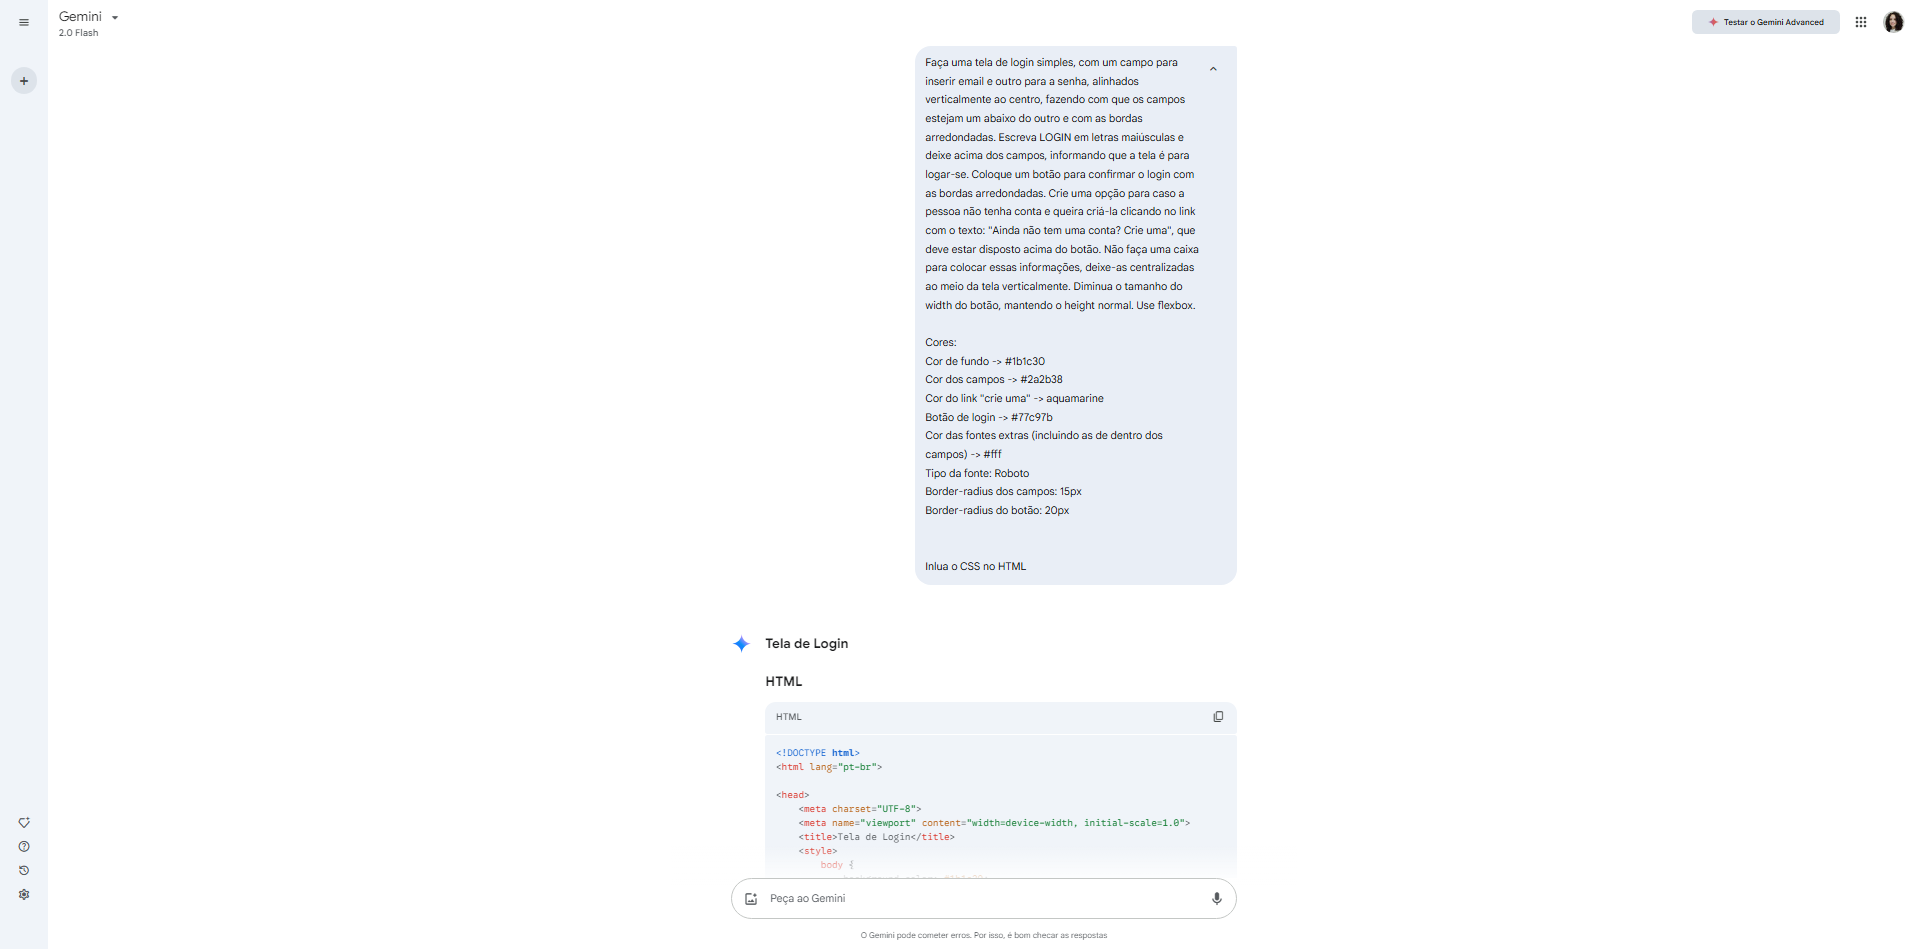 Gemini
2.0 Flash
Testar o Gemini Advanced
Faça uma tela de login simples, com um campo para
inserir email e outro para a senha, alinhados
verticalmente ao centro, fazendo com que os campos
estejam um abaixo do outro e com as bordas
arredondadas. Escreva LOGIN em letras maiúsculas e
deixe acima dos campos, informando que a tela é para
logar-se. Coloque um botão para confirmar o login com
as bordas arredondadas. Crie uma opção para caso a
pessoa não tenha conta e queira criá-la clicando no link
com o texto: "Ainda não tem uma conta? Crie uma", que
deve estar disposto acima do botão. Não faça uma caixa
para colocar essas informações, deixe-as centralizadas
ao meio da tela verticalmente. Diminua o tamanho do
width do botão, mantendo o height normal. Use flexbox.
Cores:
Cor de fundo -> #1b1c30
Cor dos campos -> #2a2b38
Cor do link "crie uma" -> aquamarine
Botão de login -> #77c97b
Cor das fontes extras (incluindo as de dentro dos
campos) -> #fff
Tipo da fonte: Roboto
Border-radius dos campos: 15px
Border-radius do botão: 20px
Inlua o CSS no HTML
Tela de Login
HTML
HTML
<!DOCTYPE html>
<html lang="pt-br">
<head>
<meta charset="UTF-8">
<meta name="viewport" content="width=device-width, initial-scale=1.0">
<title>Tela de Login</title>
<style>
body {
Peça ao Gemini
O Gemini pode cometer erros. Por isso, é bom checar as respostas